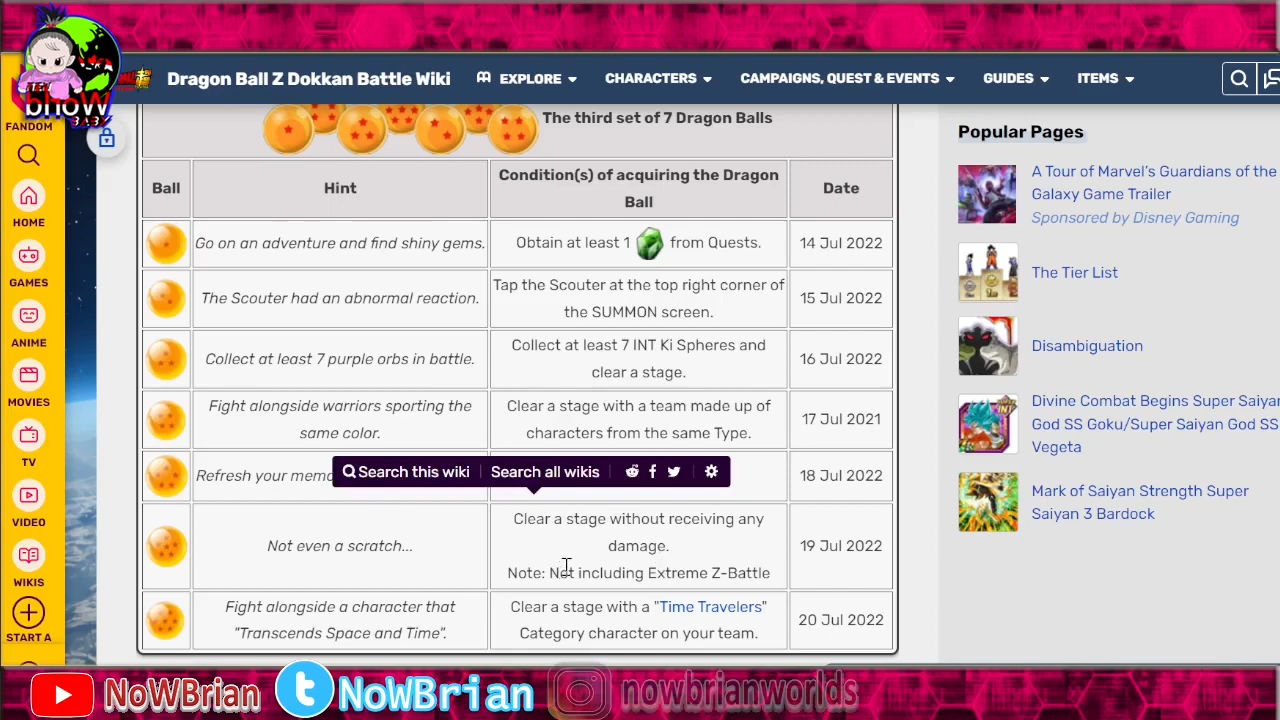 Dragon Ball Z Dokkan Battle Wiki
EXPLORE
CHARACTERS
CAMPAIGNS, QUEST & EVENTS
GUIDES
ITEMS
bhoW
BABY
FANDOM
HOME
GAMES
ANIME
MOVIES
TV
VIDEO
WIKIS
START A
The third set of 7 Dragon Balls
Ball
Hint
Condition(s) of acquiring the Dragon
Ball
Date
Go on an adventure and find shiny gems.
Obtain at least 1 from Quests.
14 Jul 2022
The Scouter had an abnormal reaction.
Tap the Scouter at the top right corner of
the SUMMON screen.
15 Jul 2022
Collect at least 7 purple orbs in battle.
Collect at least 7 INT Ki Spheres and
clear a stage.
16 Jul 2022
Fight alongside warriors sporting the
same color.
Clear a stage with a team made up of
characters from the same Type.
17 Jul 2021
Refresh your
Search this wiki
Search all wikis
18 Jul 2022
Not even a scratch...
Clear a stage without receiving any
damage.
Note: Not including Extreme Z-Battle
19 Jul 2022
Fight alongside a character that
"Transcends Space and Time".
Clear a stage with a "Time Travelers"
Category character on your team.
20 Jul 2022
Popular Pages
A Tour of Marvel's Guardians of the
Galaxy Game Trailer
Sponsored by Disney Gaming
The Tier List
Disambiguation
Divine Combat Begins Super Saiyan
God SS Goku/Super Saiyan God SS
Vegeta
Mark of Saiyan Strength Super
Saiyan 3 Bardock
NoWBrian
NoWBrian
nowbrianworlds